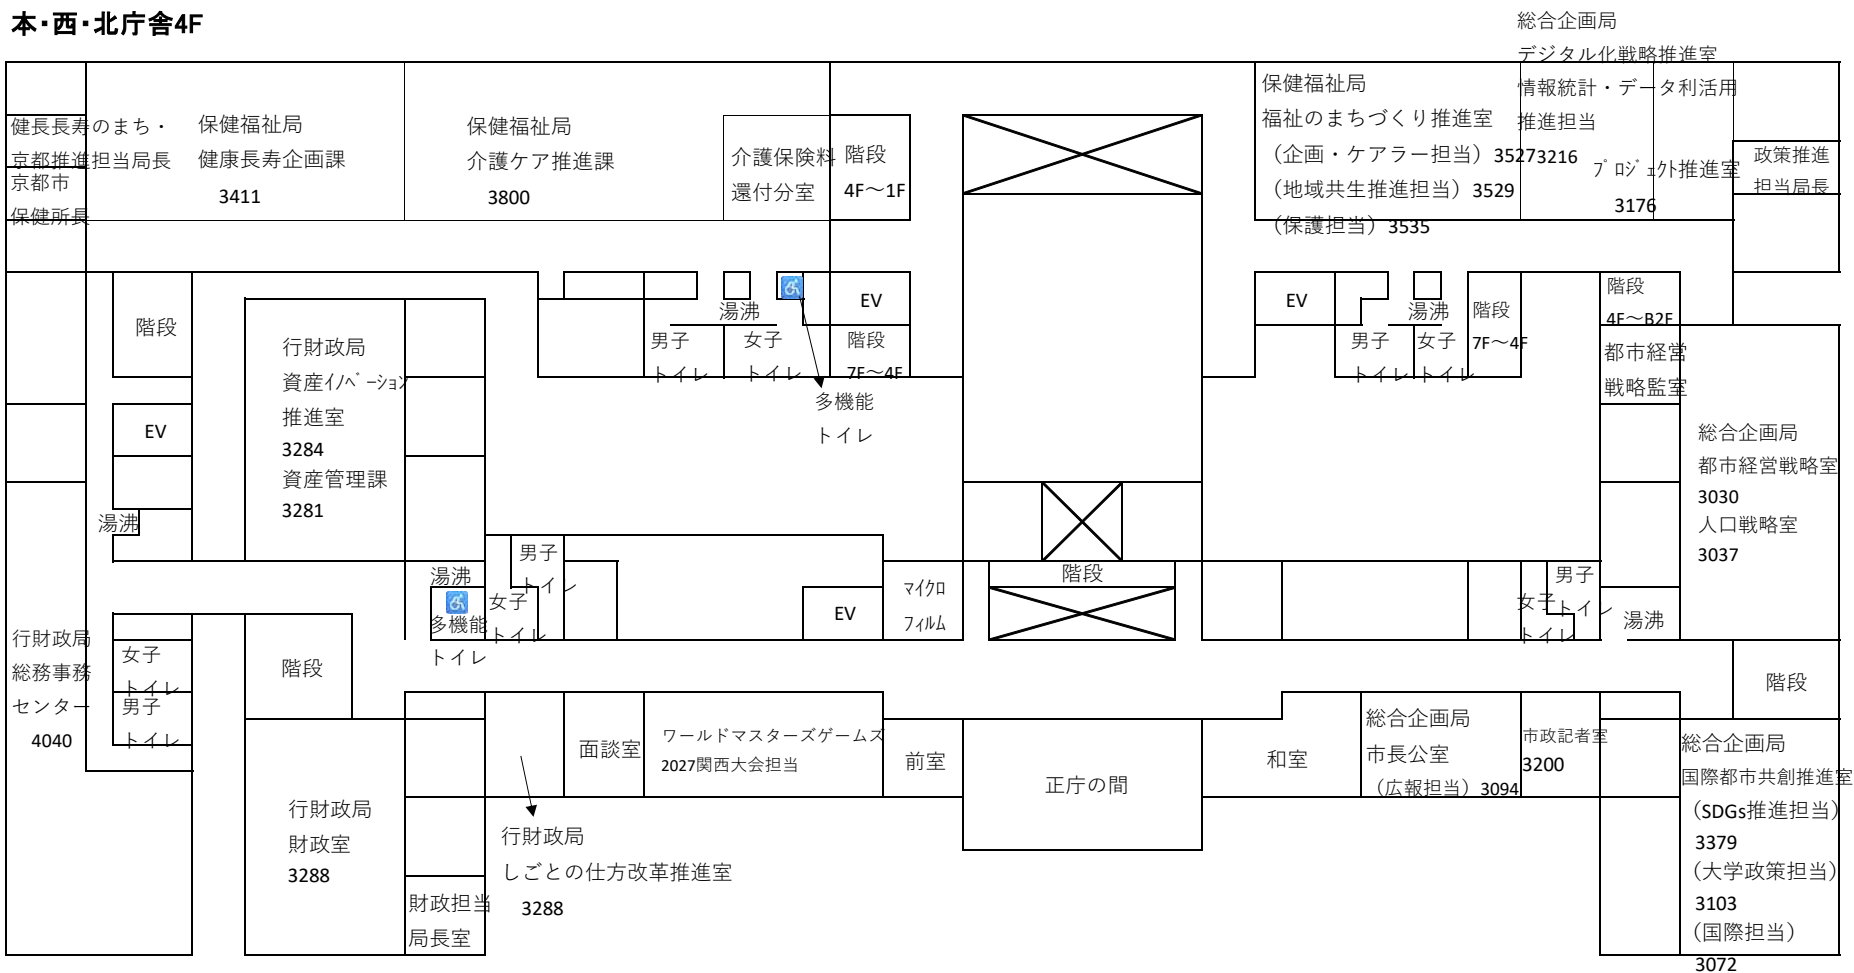 本・西・北庁舎4F
総合企画局
デジタル化戦略推進室
情報統計・データ利活用
推進担当
3216
健長長寿のまち・
京都推進担当局長
京都市
保健所長
保健福祉局
健康長寿企画課
3411
保健福祉局
介護ケア推進課
3800
介護保険料
還付分室
階段
4F～1F
保健福祉局
福祉のまちづくり推進室
（企画・ケアラー担当）3527
（地域共生推進担当）3529
（保護担当）3535
ﾌﾟﾛｼﾞｪｸﾄ推進室
3176
政策推進
担当局長
階段
行財政局
資産ｲﾉﾍﾞｰｼｮﾝ
推進室
3284
資産管理課
3281
EV
湯沸
男子
トイレ
湯沸
女子
トイレ
EV
階段
7F～4F
多機能
トイレ
EV
男子
トイレ
湯沸
女子
トイレ
階段
7F～4F
階段
4F～B2F
都市経営
戦略監室
総合企画局
都市経営戦略室
3030
人口戦略室
3037
湯沸
多機能
トイレ
男子
トイレ
女子
トイレ
EV
ﾏｲｸﾛ
ﾌｨﾙﾑ
階段
男子
トイレ
女子
トイレ
湯沸
行財政局
総務事務
センター
4040
女子
トイレ
男子
トイレ
階段
階段
行財政局
財政室
3288
財政担当
局長室
行財政局
しごとの仕方改革推進室
3288
面談室
ワールドマスターズゲームズ
2027関西大会担当
前室
正庁の間
和室
総合企画局
市長公室
（広報担当）3094
市政記者室
3200
総合企画局
国際都市共創推進室
（SDGs推進担当）
3379
（大学政策担当）
3103
（国際担当）
3072